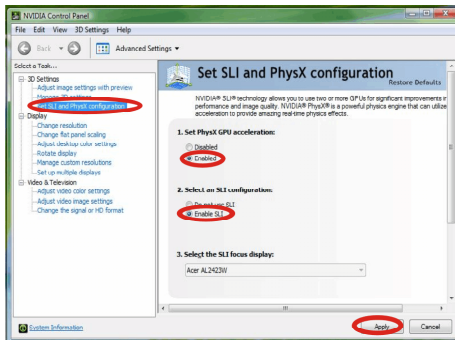 NVIDIA Control Panel
File Edit View 3D Settings Help
Back Advanced Settings
Select a Task...
3D Settings
Adjust image settings with preview
Manage 3D settings
Set SLI and PhysX configuration
Display
Change resolution
Change flat panel scaling
Adjust desktop color settings
Rotate display
Manage custom resolutions
Set up multiple displays
Video & Television
Adjust video color settings
Adjust video image settings
Change the signal or HD format
System Information
Set SLI and PhysX configuration
Restore Defaults
NVIDIA® SLI® technology allows you to use two or more GPUs for significant improvements in
performance and image quality. NVIDIA® PhysX® is a powerful physics engine that can utilize
acceleration to provide amazing real-time physics effects.
1. Set PhysX GPU acceleration:
Disabled
Enabled
2. Select an SLI configuration:
Do not use SLI
Enable SLI
3. Select the SLI focus display:
Acer AL2423W
Apply Cancel